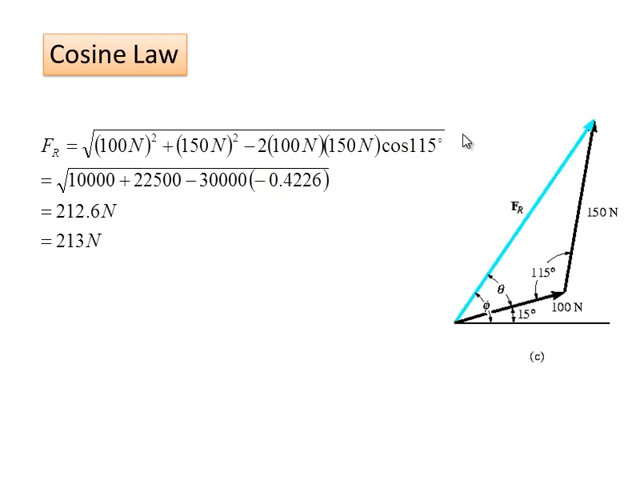 Cosine Law
F_R = √(100N)² + (150N)² − 2(100N)(150N)cos115°
= √10000 + 22500 − 30000(−0.4226)
= 212.6N
= 213N
F_R
150 N
115°
θ
ϕ
15°
100 N
(c)